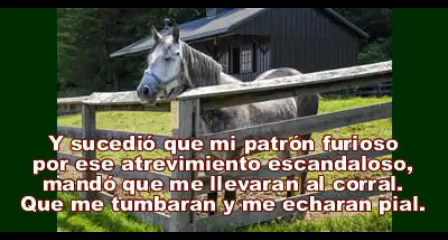 Y sucedió que mi patrón furioso
por ese atrevimiento escandaloso,
mandó que me llevaran al corral.
Que me tumbaran y me echaran pial.